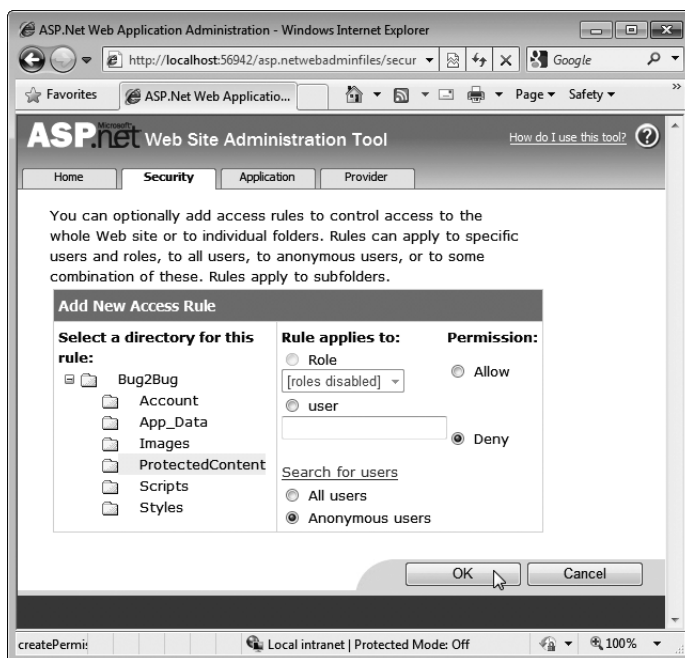 ASP.Net Web Application Administration - Windows Internet Explorer
http://localhost:56942/asp.netwebadminfiles/secur
Google
Favorites
ASP.Net Web Applicatio...
Page
Safety
»
ASP.net Microsoft® Web Site Administration Tool
How do I use this tool? ?
Home
Security
Application
Provider
You can optionally add access rules to control access to the
whole Web site or to individual folders. Rules can apply to specific
users and roles, to all users, to anonymous users, or to some
combination of these. Rules apply to subfolders.
Add New Access Rule
Select a directory for this
rule:
Bug2Bug
Account
App_Data
Images
ProtectedContent
Scripts
Styles
Rule applies to:
Role
[roles disabled]
user
Search for users
All users
Anonymous users
Permission:
Allow
Deny
OK
Cancel
createPermis
Local intranet | Protected Mode: Off
100%